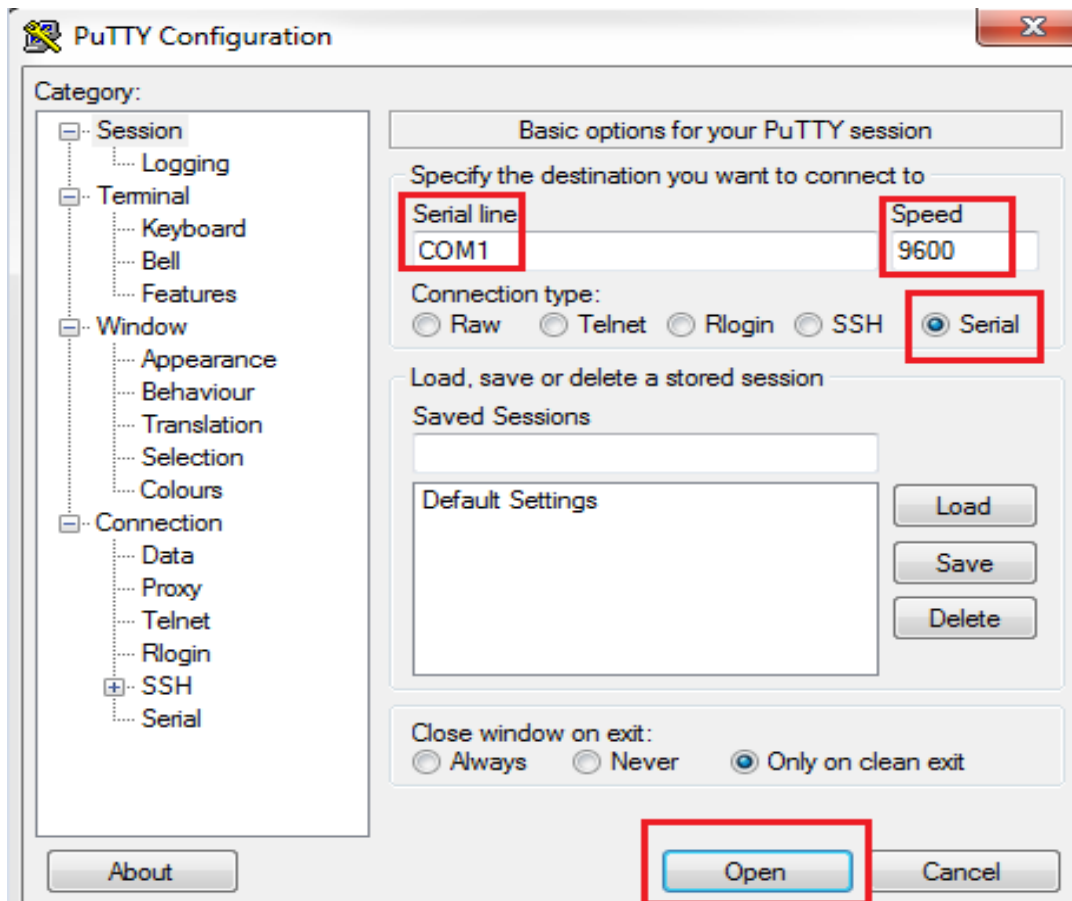 PuTTY Configuration
Category:
Session
Logging
Terminal
Keyboard
Bell
Features
Window
Appearance
Behaviour
Translation
Selection
Colours
Connection
Data
Proxy
Telnet
Rlogin
SSH
Serial
Basic options for your PuTTY session
Specify the destination you want to connect to
Serial line Speed
COM1 9600
Connection type:
Raw Telnet Rlogin SSH Serial
Load, save or delete a stored session
Saved Sessions
Default Settings
Load
Save
Delete
Close window on exit:
Always Never Only on clean exit
About Open Cancel